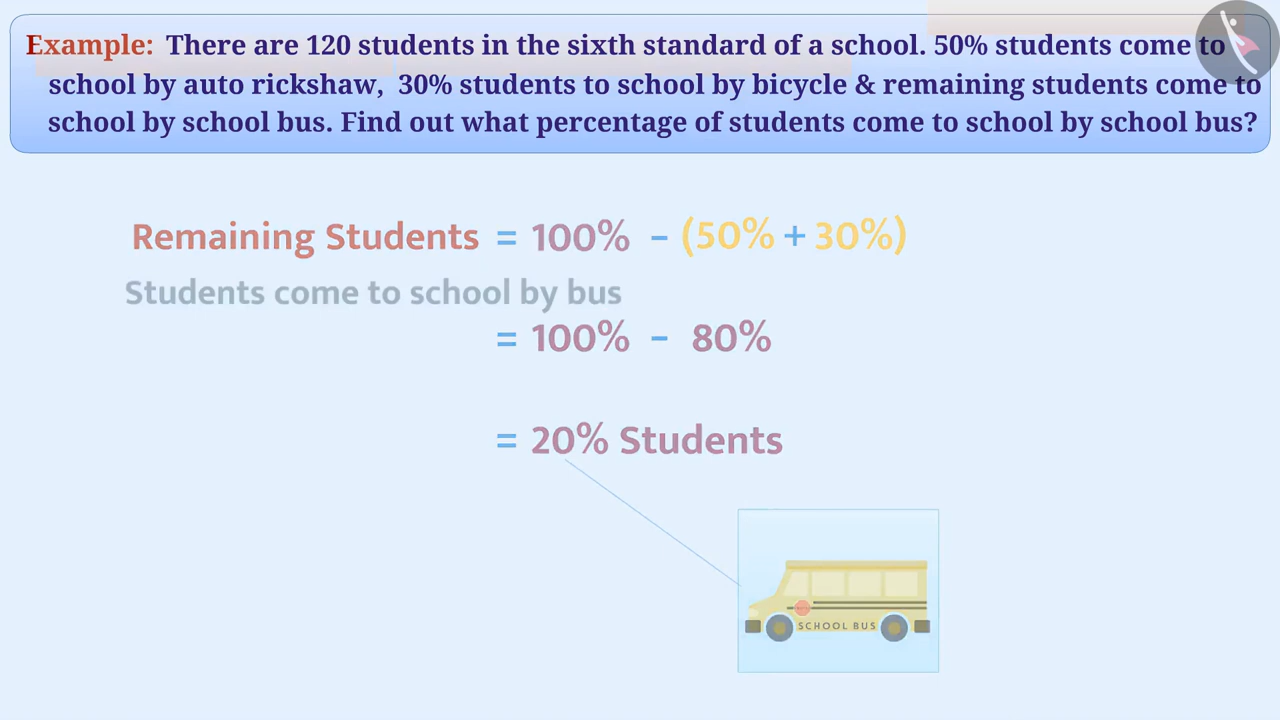 Example: There are 120 students in the sixth standard of a school. 50% students come to
school by auto rickshaw, 30% students to school by bicycle & remaining students come to
school by school bus. Find out what percentage of students come to school by school bus?
Remaining Students = 100% - (50% + 30%)
Students come to school by bus
= 100% - 80%
= 20% Students
SCHOOL BUS